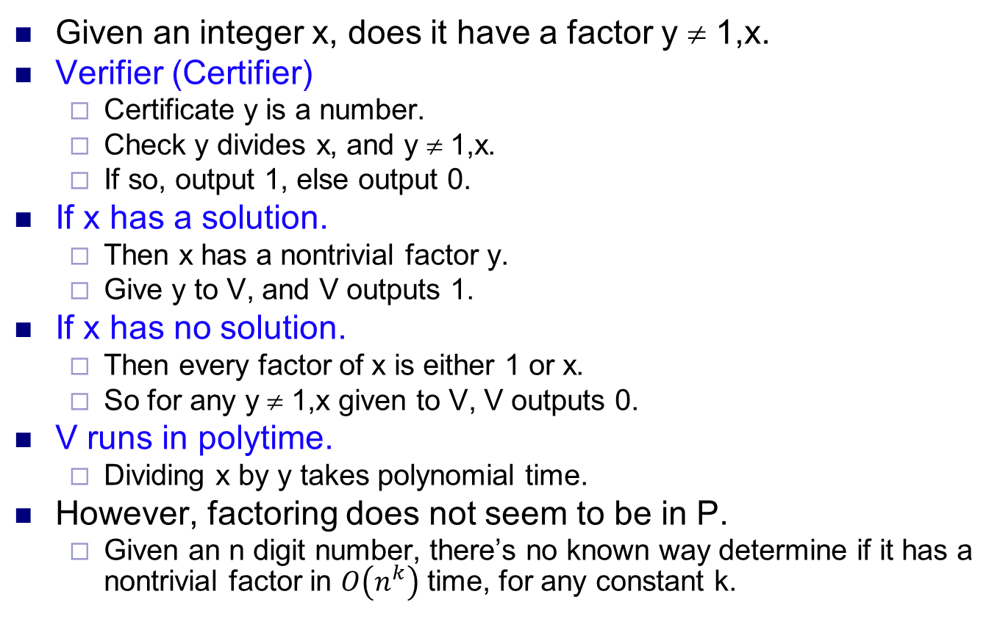 Given an integer x, does it have a factor y ≠ 1,x.
Verifier (Certifier)
Certificate y is a number.
Check y divides x, and y ≠ 1,x.
If so, output 1, else output 0.
If x has a solution.
Then x has a nontrivial factor y.
Give y to V, and V outputs 1.
If x has no solution.
Then every factor of x is either 1 or x.
So for any y ≠ 1,x given to V, V outputs 0.
V runs in polytime.
Dividing x by y takes polynomial time.
However, factoring does not seem to be in P.
Given an n digit number, there’s no known way determine if it has a
nontrivial factor in O(n^k) time, for any constant k.